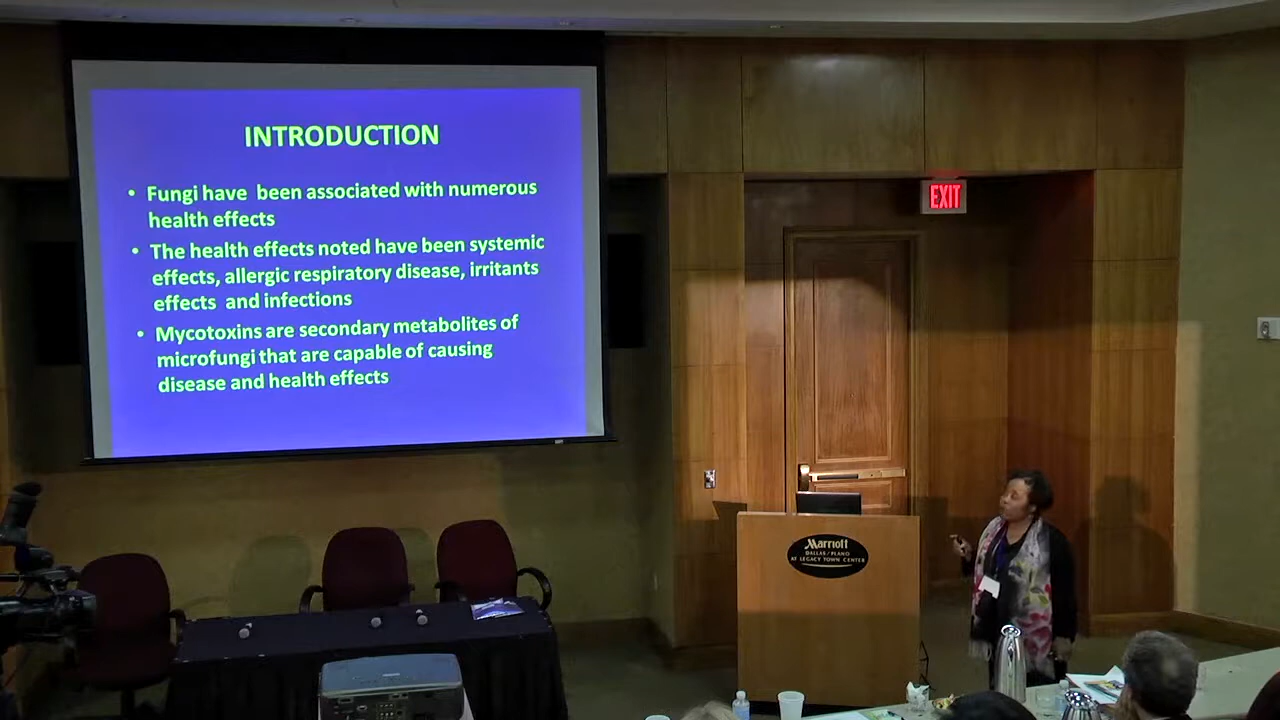 INTRODUCTION
• Fungi have been associated with numerous
health effects
• The health effects noted have been systemic
effects, allergic respiratory disease, irritants
effects and infections
• Mycotoxins are secondary metabolites of
microfungi that are capable of causing
disease and health effects
EXIT
Marriott
DALLAS/PLANO
AT LEGACY TOWN CENTER